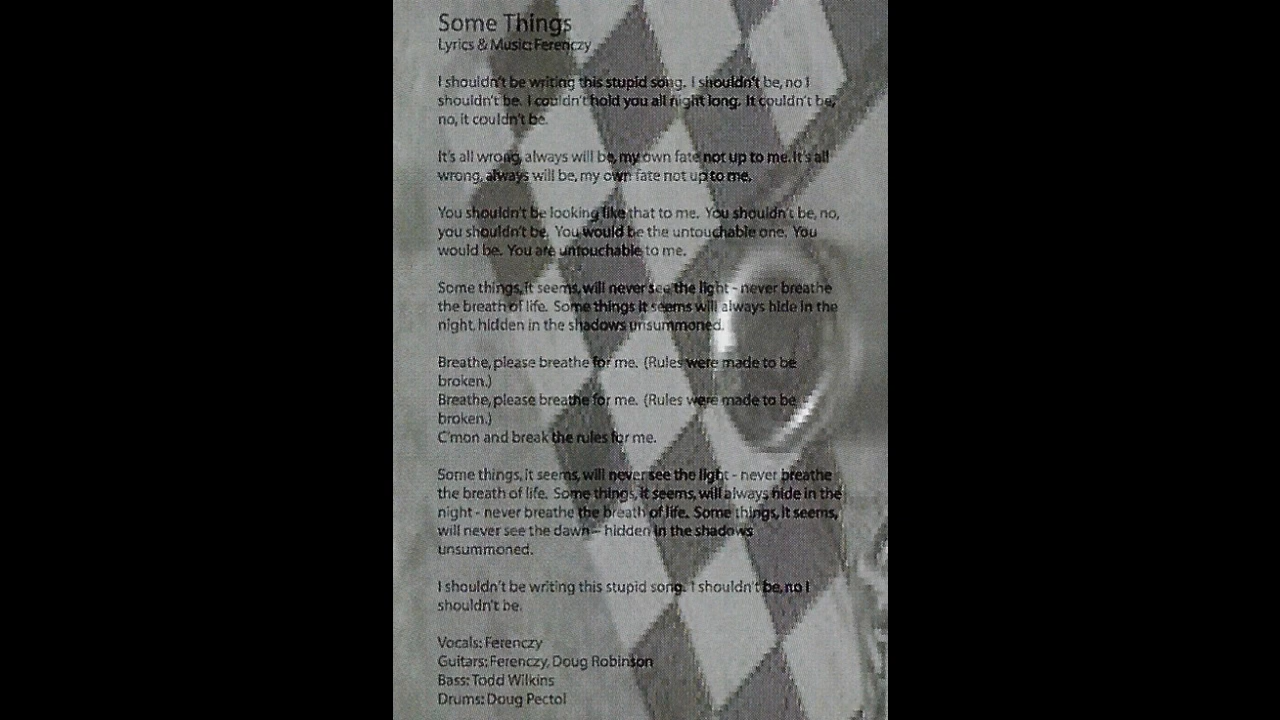 Some Things
Lyrics & Music: Ferenczy
I shouldn't be writing this stupid song. I shouldn't be, no I
shouldn't be. I couldn't hold you all night long. It couldn't be,
no, it couldn't be.
It's all wrong, always will be, my own fate not up to me. It's all
wrong, always will be, my own fate not up to me.
You shouldn't be looking like that to me. You shouldn't be, no,
you shouldn't be. You would be the untouchable one. You
would be. You are untouchable to me.
Some things, it seems, will never see the light - never breathe
the breath of life. Some things it seems will always hide in the
night, hidden in the shadows unsummoned.
Breathe, please breathe for me. (Rules were made to be
broken.)
Breathe, please breathe for me. (Rules were made to be
broken.)
C'mon and break the rules for me.
Some things, it seems, will never see the light - never breathe
the breath of life. Some things, it seems, will always hide in the
night - never breathe the breath of life. Some things, it seems,
will never see the dawn – hidden in the shadows
unsummoned.
I shouldn't be writing this stupid song. I shouldn't be, no I
shouldn't be.
Vocals: Ferenczy
Guitars: Ferenczy, Doug Robinson
Bass: Todd Wilkins
Drums: Doug Pectol